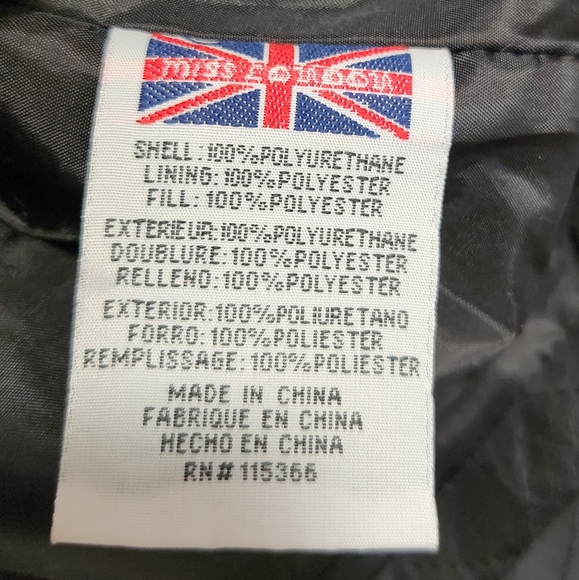 MISS LONDON
SHELL:100%POLYURETHANE
LINING:100%POLYESTER
FILL:100%POLYESTER
EXTERIEUR:100%POLYURETHANE
DOUBLURE:100%POLYESTER
RELLENO:100%POLYESTER
EXTERIOR:100%POLIURETANO
FORRO:100%POLIESTER
REMPLISSAGE:100%POLIESTER
MADE IN CHINA
FABRIQUE EN CHINA
HECHO EN CHINA
RN# 115366